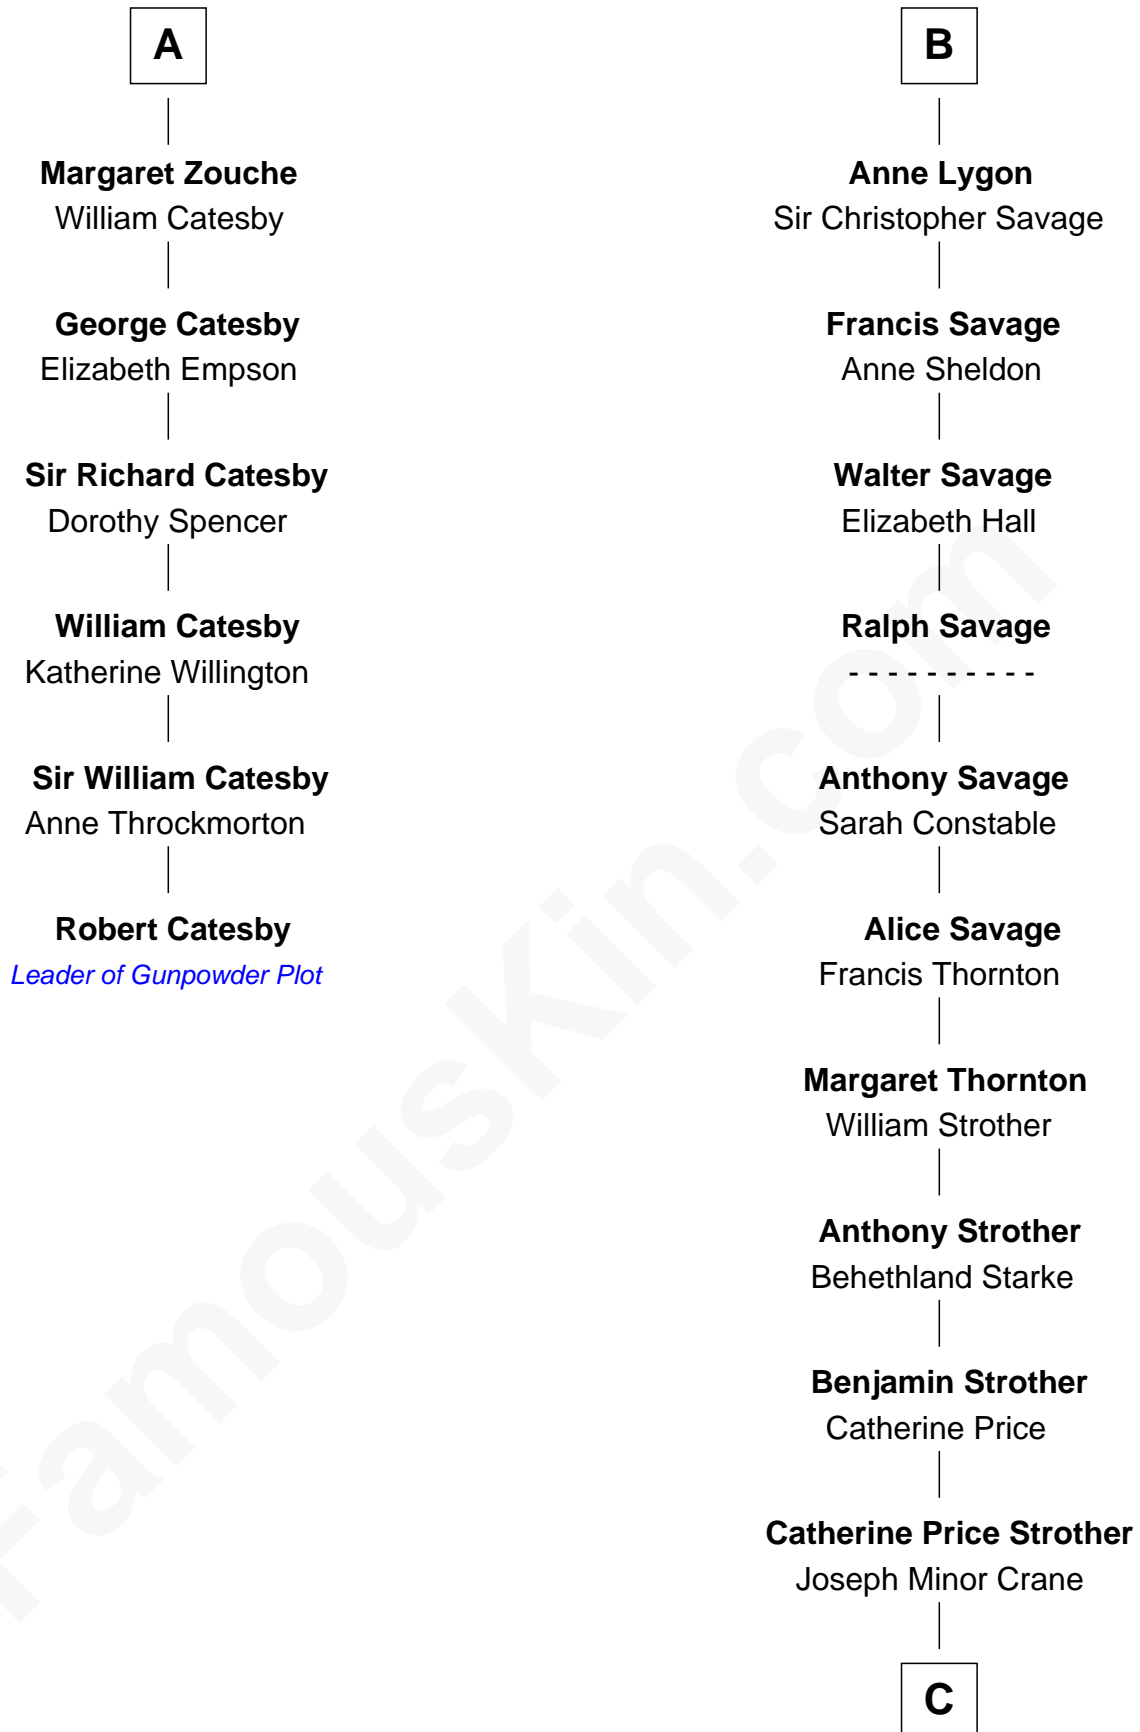 A
Margaret Zouche
William Catesby
George Catesby
Elizabeth Empson
Sir Richard Catesby
Dorothy Spencer
William Catesby
Katherine Willington
Sir William Catesby
Anne Throckmorton
Robert Catesby
Leader of Gunpowder Plot
B
Anne Lygon
Sir Christopher Savage
Francis Savage
Anne Sheldon
Walter Savage
Elizabeth Hall
Ralph Savage
- - - - - - - - - -
Anthony Savage
Sarah Constable
Alice Savage
Francis Thornton
Margaret Thornton
William Strother
Anthony Strother
Behethland Starke
Benjamin Strother
Catherine Price
Catherine Price Strother
Joseph Minor Crane
C
FamousKin.com